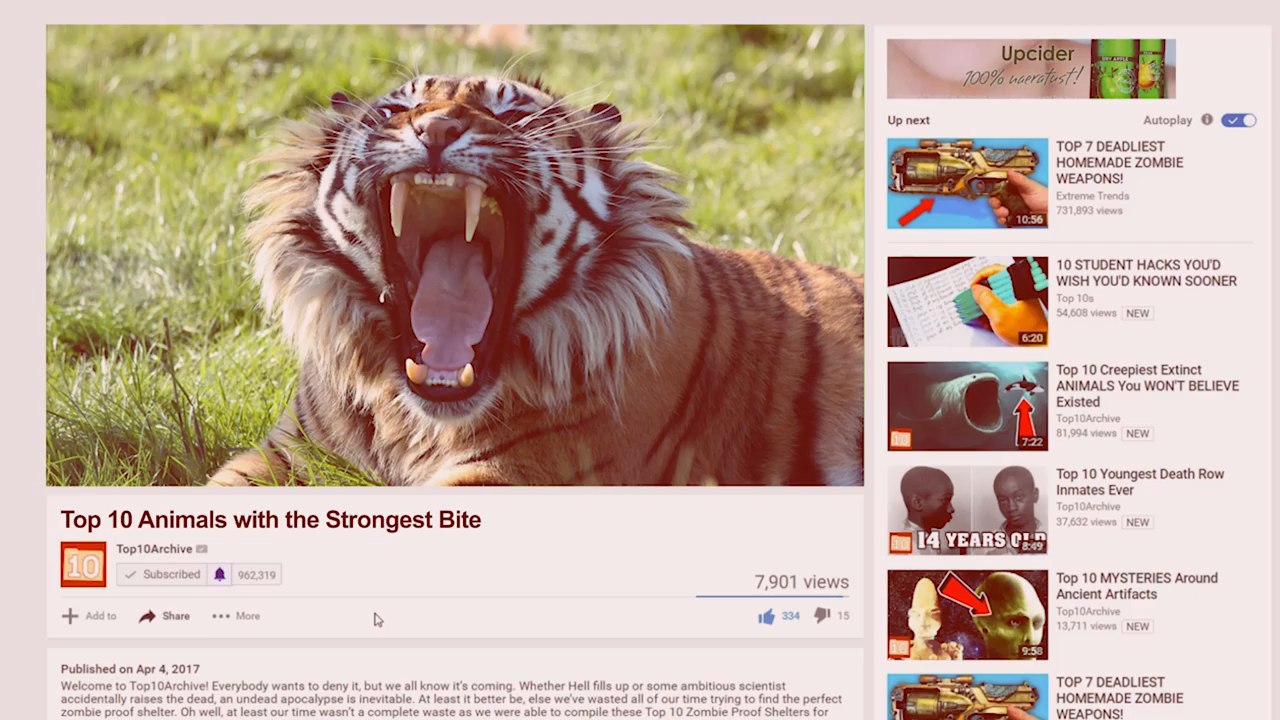 Upcider
100% naeratust!
Up next
Autoplay
TOP 7 DEADLIEST
HOMEMADE ZOMBIE
WEAPONS!
Extreme Trends
731,893 views
10:56
10 STUDENT HACKS YOU'D
WISH YOU'D KNOWN SOONER
Top 10s
54,608 views NEW
6:20
Top 10 Creepiest Extinct
ANIMALS You WON'T BELIEVE
Existed
Top10Archive
81,994 views NEW
10
7:22
Top 10 Youngest Death Row
Inmates Ever
Top10Archive
37,632 views NEW
10 14 YEARS OLD
8:49
Top 10 MYSTERIES Around
Ancient Artifacts
Top10Archive
13,711 views NEW
10
9:58
TOP 7 DEADLIEST
HOMEMADE ZOMBIE
WEAPONS!
Top 10 Animals with the Strongest Bite
10
Top10Archive
Subscribed 962,319
7,901 views
Add to Share More
334 15
Published on Apr 4, 2017
Welcome to Top10Archive! Everybody wants to deny it, but we all know it's coming. Whether Hell fills up or some ambitious scientist
accidentally raises the dead, an undead apocalypse is inevitable. At least it better be, else we've wasted all of our time trying to find the perfect
zombie proof shelter. Oh well, at least our time wasn't a complete waste as we were able to compile these Top 10 Zombie Proof Shelters for